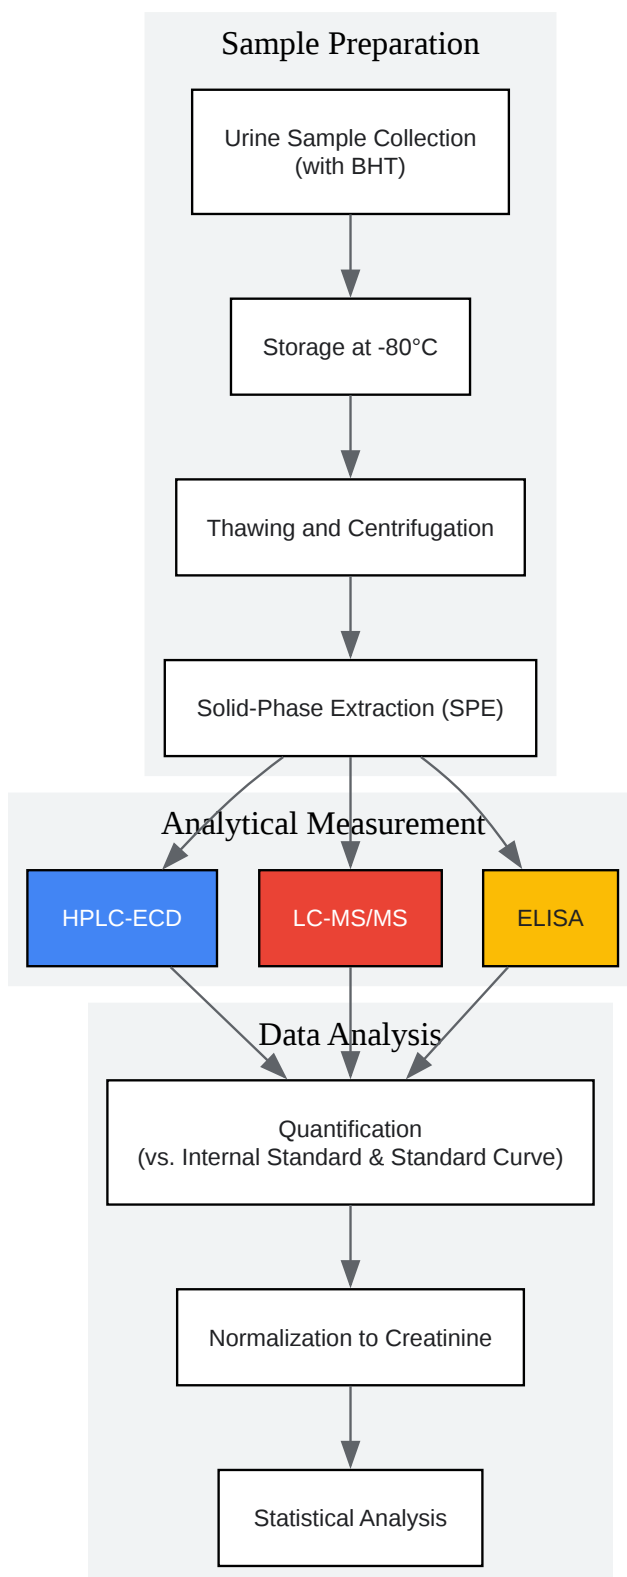 Sample Preparation
Urine Sample Collection
(with BHT)
Storage at -80°C
Thawing and Centrifugation
Solid-Phase Extraction (SPE)
Analytical Measurement
HPLC-ECD
LC-MS/MS
ELISA
Data Analysis
Quantification
(vs. Internal Standard & Standard Curve)
Normalization to Creatinine
Statistical Analysis